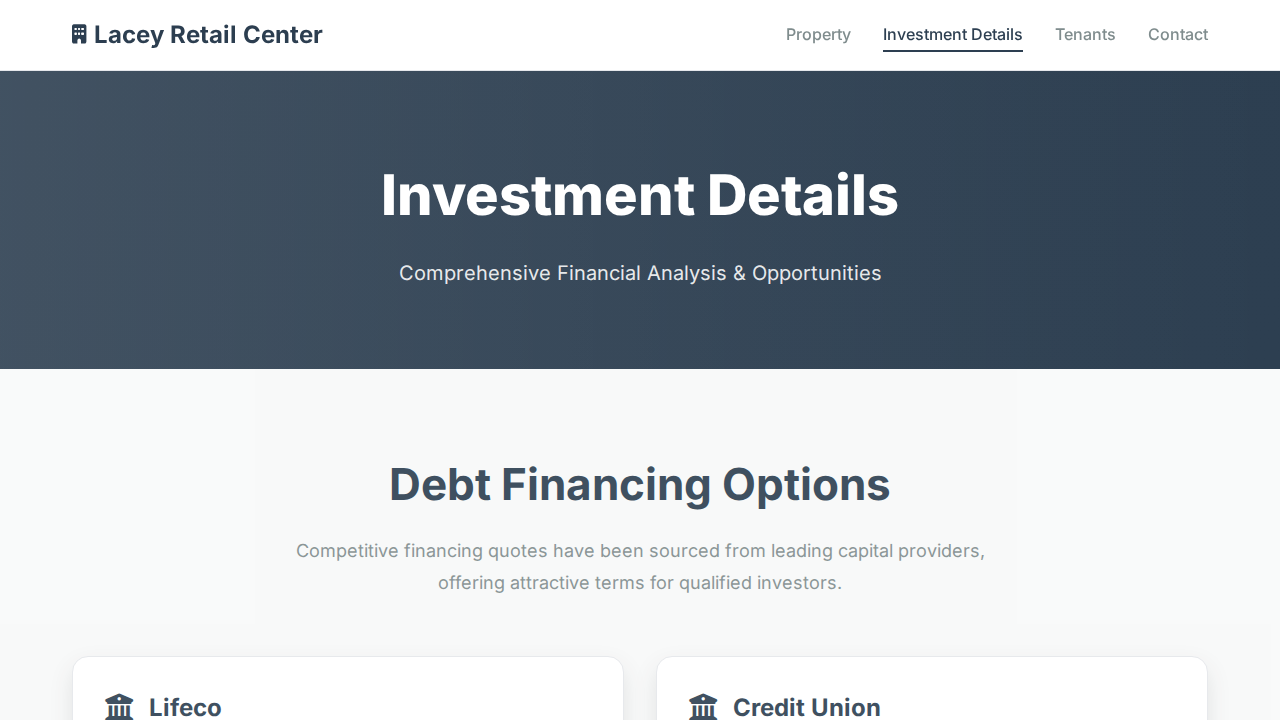 Lacey Retail Center
Property
Investment Details
Tenants
Contact
Investment Details
Comprehensive Financial Analysis & Opportunities
Debt Financing Options
Competitive financing quotes have been sourced from leading capital providers,
offering attractive terms for qualified investors.
Lifeco
Credit Union